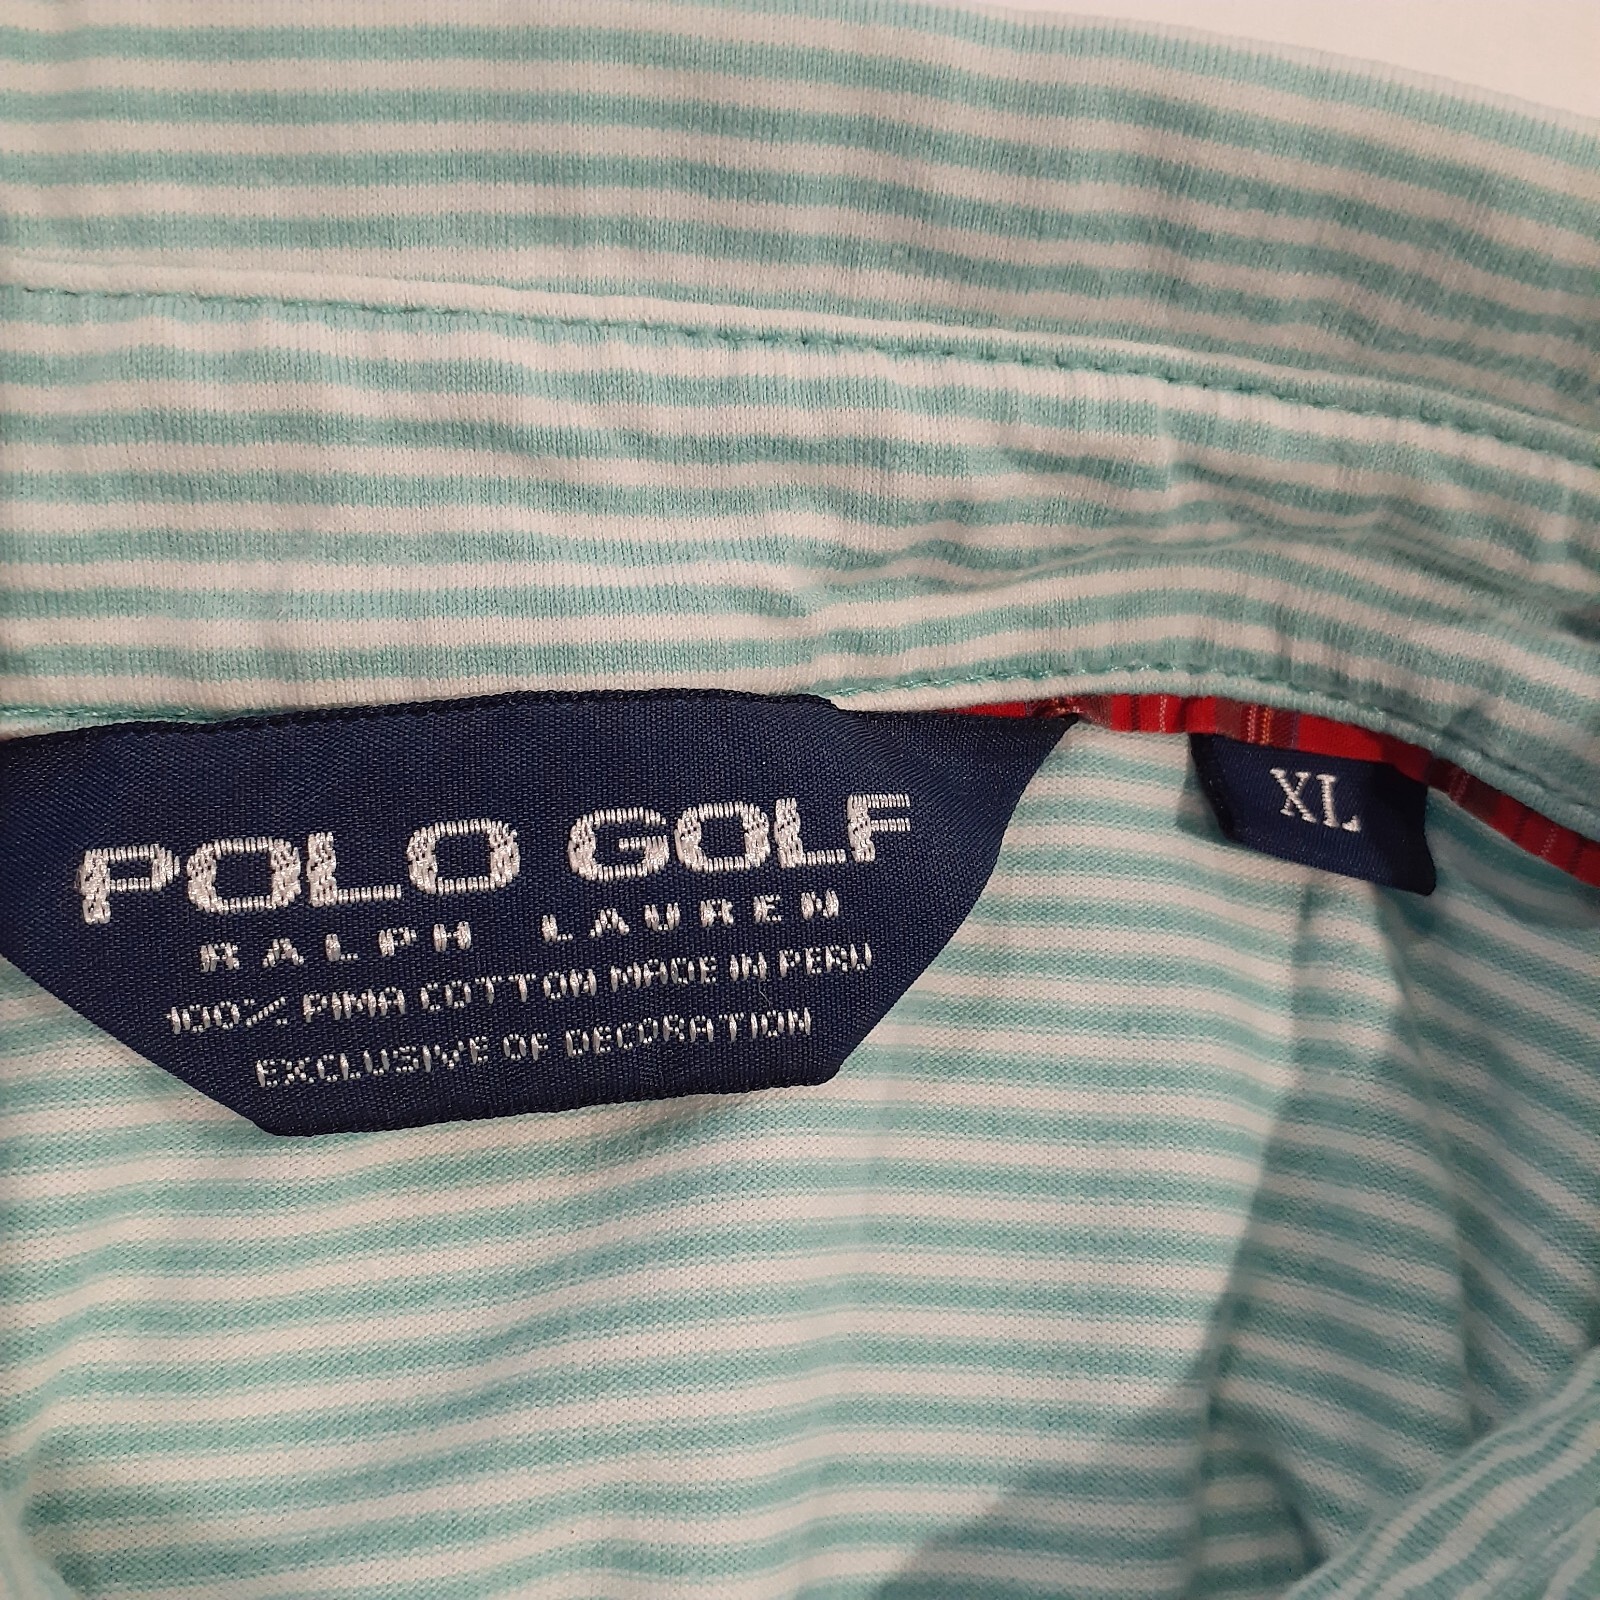 POLO GOLF
RALPH LAUREN
100% PIMA COTTON MADE IN PERU
EXCLUSIVE OF DECORATION
XL